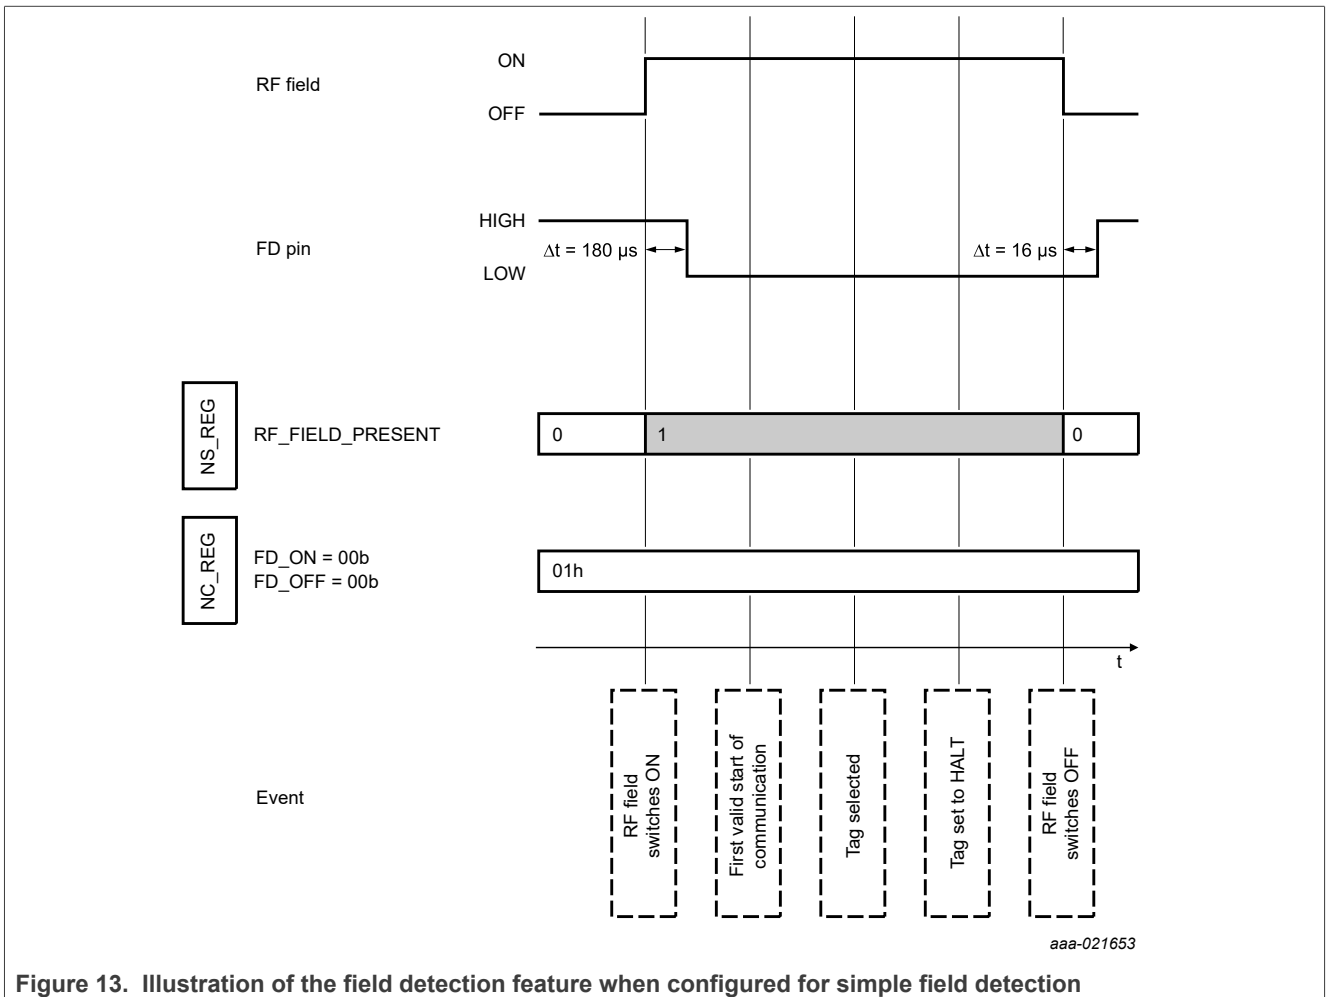 ON
RF field
OFF
HIGH
FD pin
Δt = 180 μs
Δt = 16 μs
LOW
NS_REG
RF_FIELD_PRESENT
0
1
0
NC_REG
FD_ON = 00b
FD_OFF = 00b
01h
t
Event
RF field
switches ON
First valid start of
communication
Tag selected
Tag set to HALT
RF field
switches OFF
aaa-021653
Figure 13. Illustration of the field detection feature when configured for simple field detection